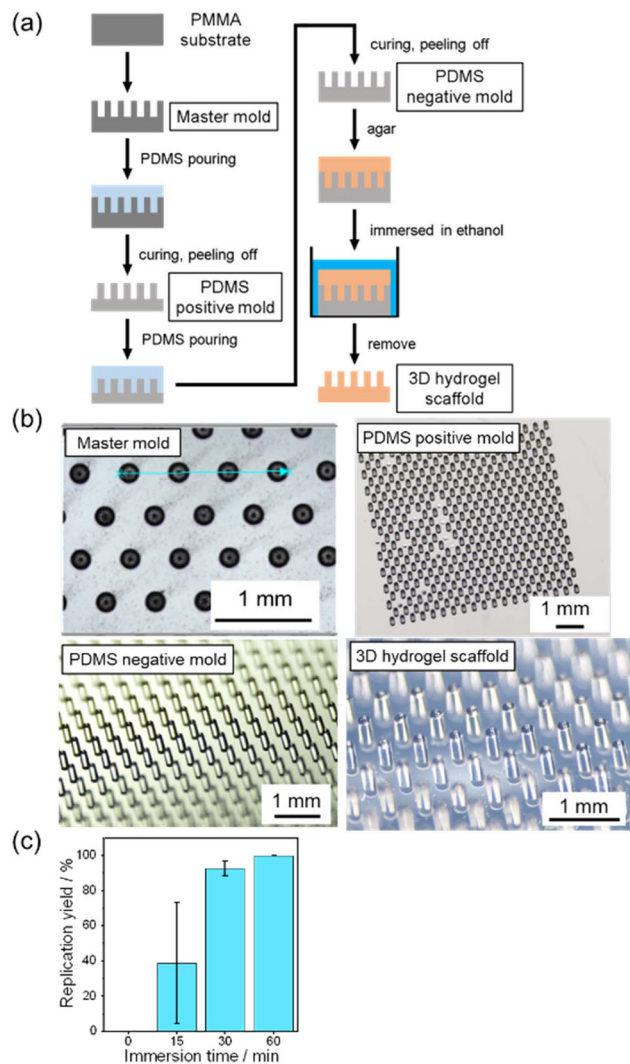 (a)
PMMA
substrate
Master mold
PDMS pouring
curing, peeling off
PDMS
positive mold
PDMS pouring
curing, peeling off
PDMS
negative mold
agar
immersed in ethanol
remove
3D hydrogel
scaffold
(b)
Master mold
1 mm
PDMS positive mold
1 mm
PDMS negative mold
1 mm
3D hydrogel scaffold
1 mm
(c)
Replication yield / %
100
80
60
40
20
0
0 15 30 60
Immersion time / min